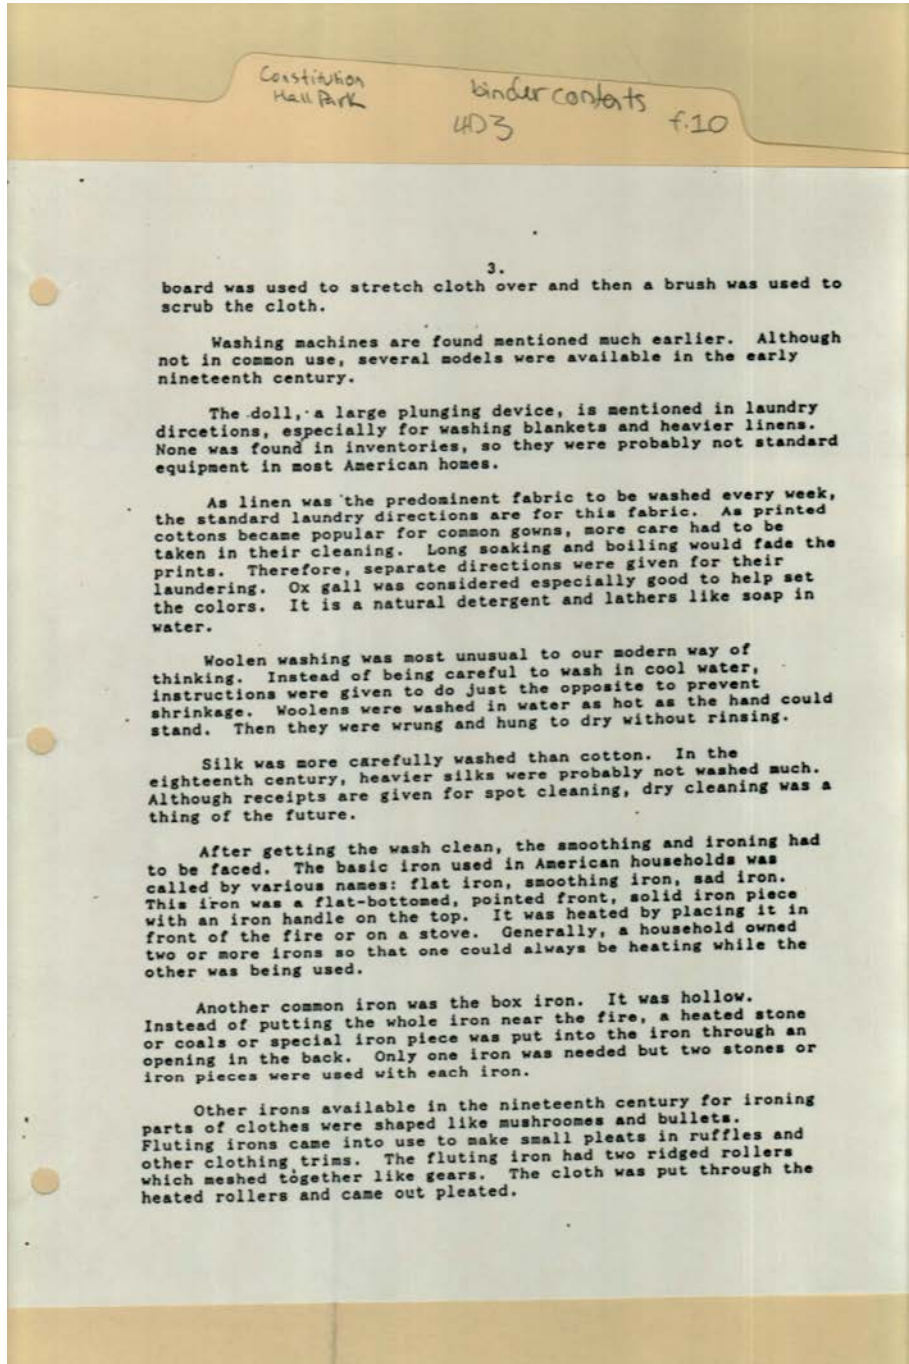 Constitution
Hall Park
binder contents
4D3
f.10
3.
board was used to stretch cloth over and then a brush was used to
scrub the cloth.
Washing machines are found mentioned much earlier. Although
not in common use, several models were available in the early
nineteenth century.
The doll, a large plunging device, is mentioned in laundry
dircetions, especially for washing blankets and heavier linens.
None was found in inventories, so they were probably not standard
equipment in most American homes.
As linen was the predominent fabric to be washed every week,
the standard laundry directions are for this fabric. As printed
cottons became popular for common gowns, more care had to be
taken in their cleaning. Long soaking and boiling would fade the
prints. Therefore, separate directions were given for their
laundering. Ox gall was considered especially good to help set
the colors. It is a natural detergent and lathers like soap in
water.
Woolen washing was most unusual to our modern way of
thinking. Instead of being careful to wash in cool water,
instructions were given to do just the opposite to prevent
shrinkage. Woolens were washed in water as hot as the hand could
stand. Then they were wrung and hung to dry without rinsing.
Silk was more carefully washed than cotton. In the
eighteenth century, heavier silks were probably not washed much.
Although receipts are given for spot cleaning, dry cleaning was a
thing of the future.
After getting the wash clean, the smoothing and ironing had
to be faced. The basic iron used in American households was
called by various names: flat iron, smoothing iron, sad iron.
This iron was a flat-bottomed, pointed front, solid iron piece
with an iron handle on the top. It was heated by placing it in
front of the fire or on a stove. Generally, a household owned
two or more irons so that one could always be heating while the
other was being used.
Another common iron was the box iron. It was hollow.
Instead of putting the whole iron near the fire, a heated stone
or coals or special iron piece was put into the iron through an
opening in the back. Only one iron was needed but two stones or
iron pieces were used with each iron.
Other irons available in the nineteenth century for ironing
parts of clothes were shaped like mushroomes and bullets.
Fluting irons came into use to make small pleats in ruffles and
other clothing trims. The fluting iron had two ridged rollers
which meshed together like gears. The cloth was put through the
heated rollers and came out pleated.